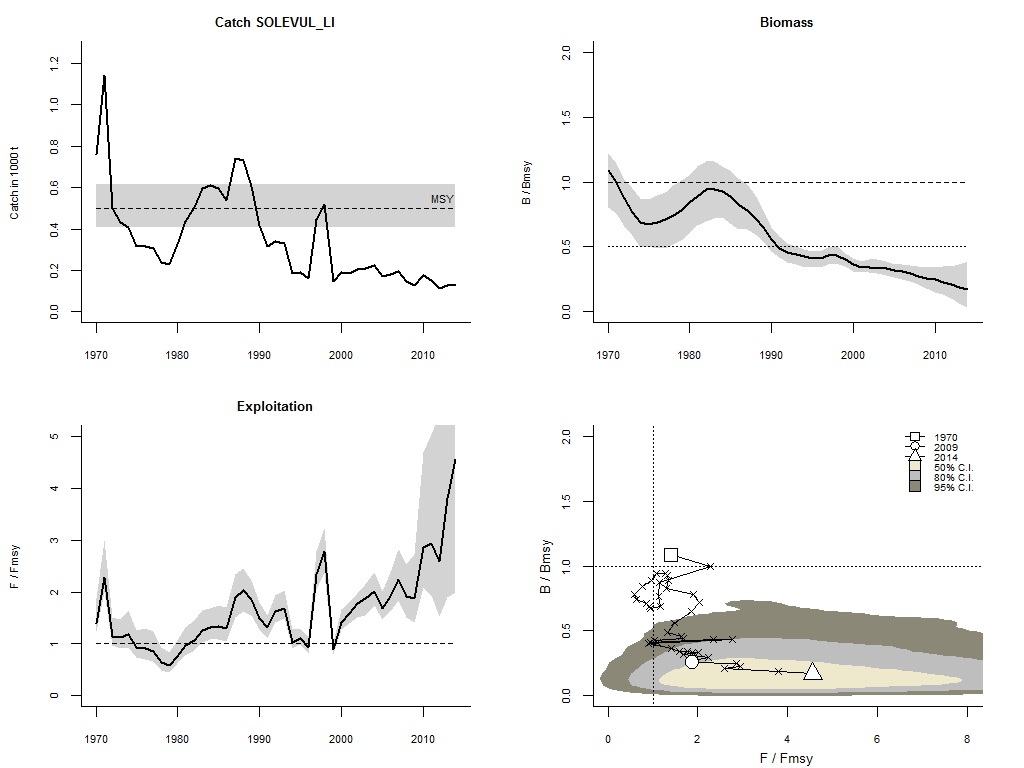 Catch SOLEVUL_LI
Catch in 1000 t
1.2
1.0
0.8
0.6
0.4
0.2
0.0
MSY
1970 1980 1990 2000 2010
Biomass
B / Bmsy
2.0
1.5
1.0
0.5
0.0
1970 1980 1990 2000 2010
Exploitation
F / Fmsy
5
4
3
2
1
0
1970 1980 1990 2000 2010
B / Bmsy
2.0
1.5
1.0
0.5
0.0
1970
2009
2014
50% C.I.
80% C.I.
95% C.I.
0 2 4 6 8
F / Fmsy